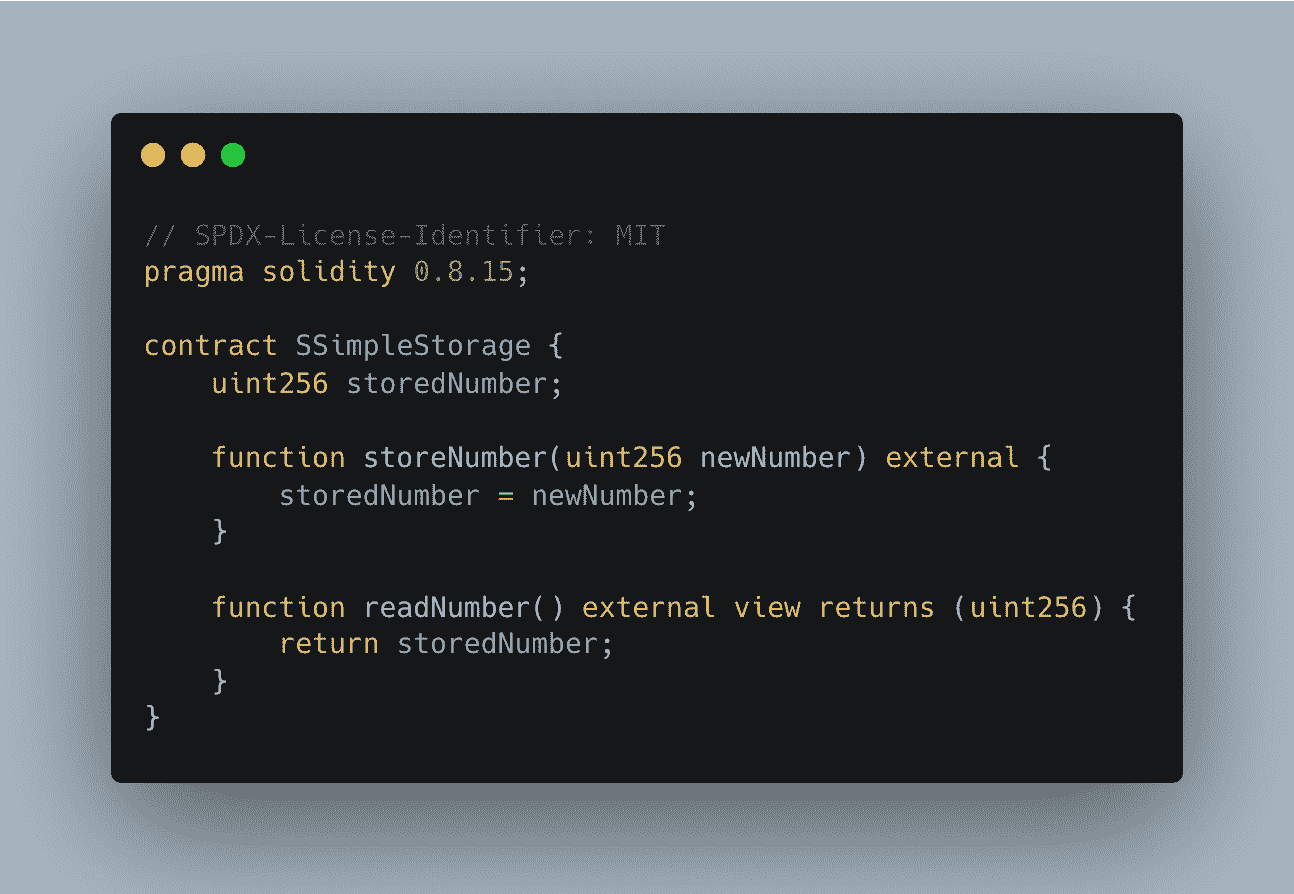 // SPDX-License-Identifier: MIT
pragma solidity 0.8.15;
contract SSimpleStorage {
    uint256 storedNumber;
    function storeNumber(uint256 newNumber) external {
        storedNumber = newNumber;
    }
    function readNumber() external view returns (uint256) {
        return storedNumber;
    }
}